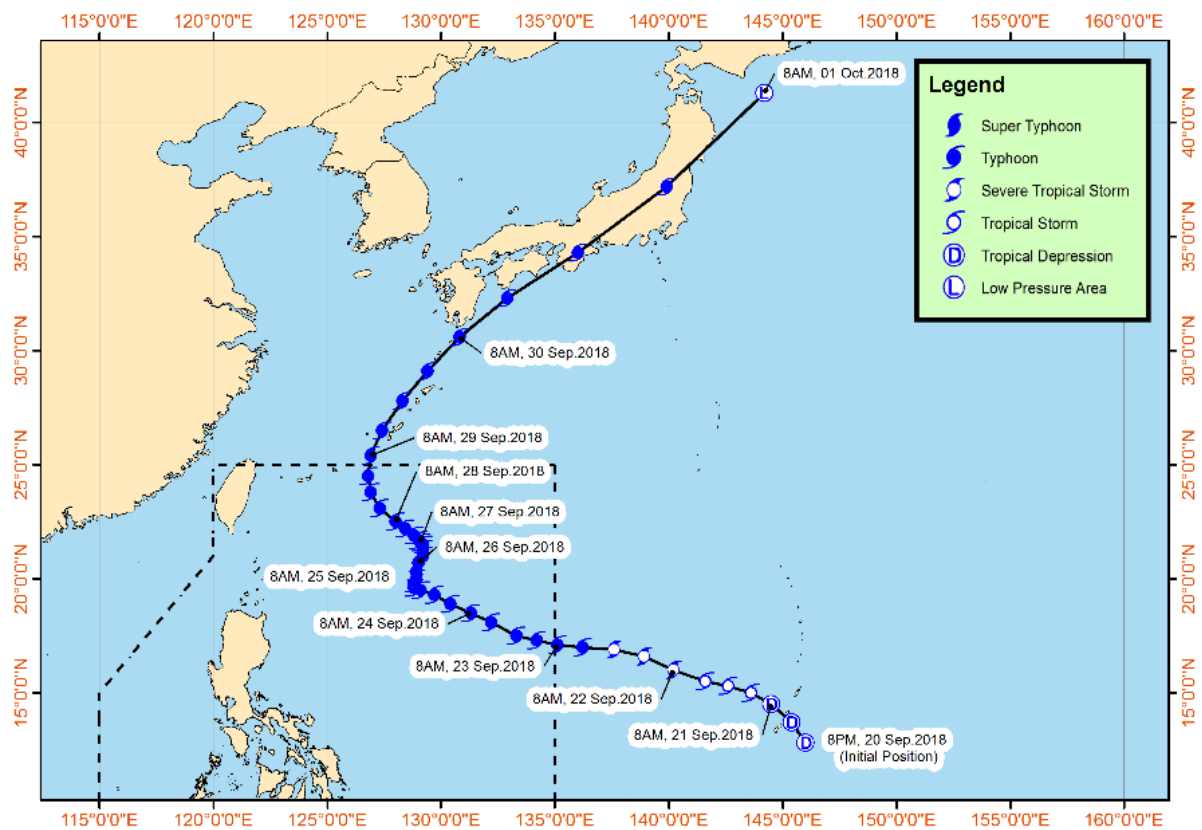 115°0'0"E 120°0'0"E 125°0'0"E 130°0'0"E 135°0'0"E 140°0'0"E 145°0'0"E 150°0'0"E 155°0'0"E 160°0'0"E
40°0'0"N
35°0'0"N
30°0'0"N
25°0'0"N
20°0'0"N
15°0'0"N
8AM, 01 Oct.2018
Legend
Super Typhoon
Typhoon
Severe Tropical Storm
Tropical Storm
D Tropical Depression
L Low Pressure Area
L
8AM, 30 Sep.2018
8AM, 29 Sep.2018
8AM, 28 Sep.2018
8AM, 27 Sep.2018
8AM, 26 Sep.2018
8AM, 25 Sep.2018
8AM, 24 Sep.2018
8AM, 23 Sep.2018
8AM, 22 Sep.2018
8AM, 21 Sep.2018
D
D
D
8PM, 20 Sep.2018
(Initial Position)
40°0'0"N
35°0'0"N
30°0'0"N
25°0'0"N
20°0'0"N
15°0'0"N
115°0'0"E 120°0'0"E 125°0'0"E 130°0'0"E 135°0'0"E 140°0'0"E 145°0'0"E 150°0'0"E 155°0'0"E 160°0'0"E